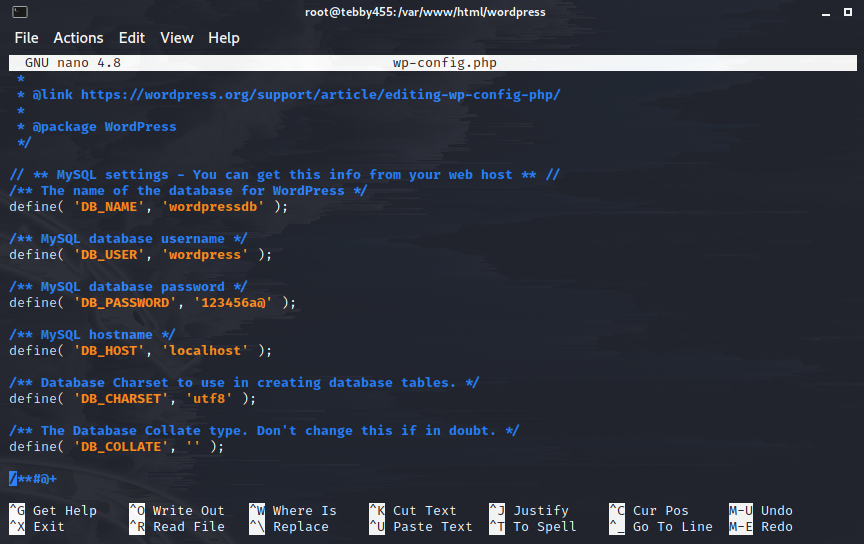 root@tebby455:/var/www/html/wordpress
File Actions Edit View Help
GNU nano 4.8 wp-config.php
 *
 * @link https://wordpress.org/support/article/editing-wp-config-php/
 *
 * @package WordPress
 */
// ** MySQL settings - You can get this info from your web host ** //
/** The name of the database for WordPress */
define( 'DB_NAME', 'wordpressdb' );
/** MySQL database username */
define( 'DB_USER', 'wordpress' );
/** MySQL database password */
define( 'DB_PASSWORD', '123456a@' );
/** MySQL hostname */
define( 'DB_HOST', 'localhost' );
/** Database Charset to use in creating database tables. */
define( 'DB_CHARSET', 'utf8' );
/** The Database Collate type. Don't change this if in doubt. */
define( 'DB_COLLATE', '' );
/**#@+
^G Get Help ^O Write Out ^W Where Is ^K Cut Text ^J Justify ^C Cur Pos M-U Undo
^X Exit ^R Read File ^\ Replace ^U Paste Text ^T To Spell ^_ Go To Line M-E Redo